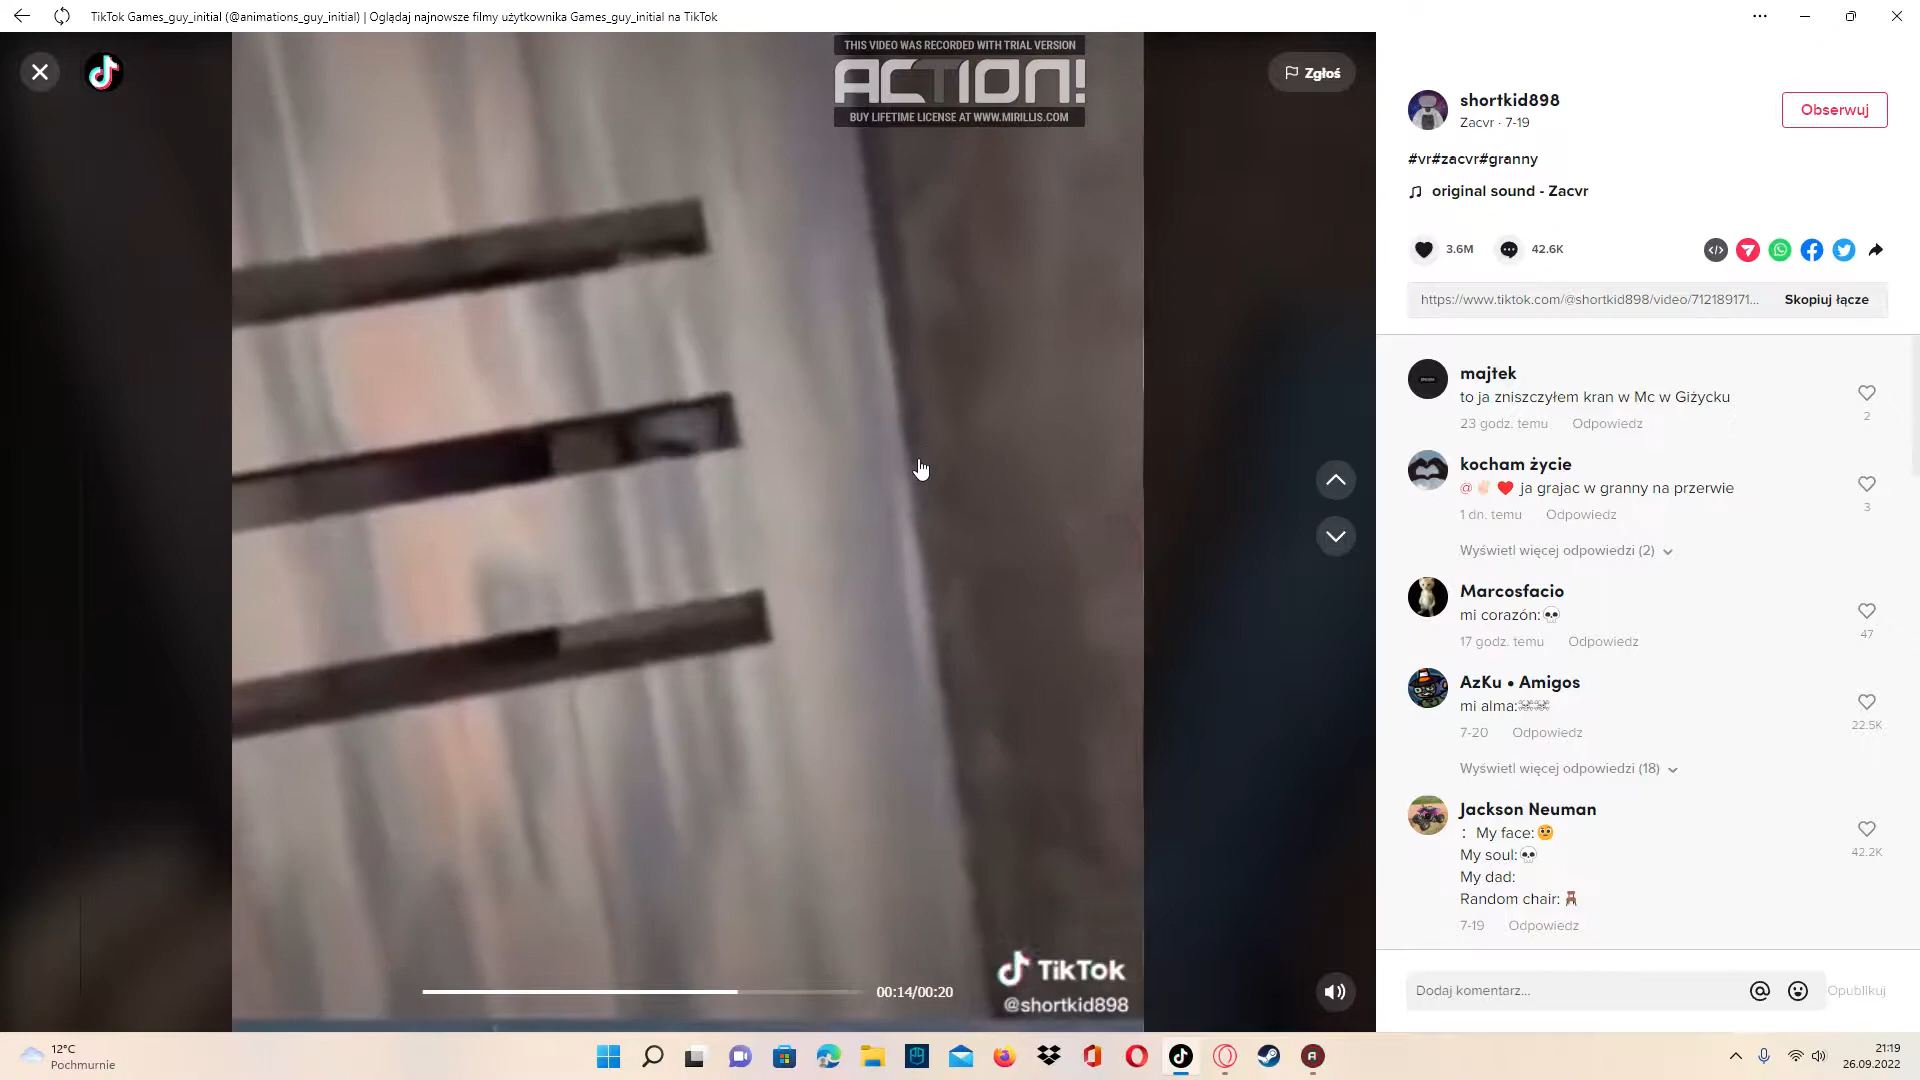 TikTok Games_guy_initial (@animations_guy_initial) | Oglądaj najnowsze filmy użytkownika Games_guy_initial na TikTok
THIS VIDEO WAS RECORDED WITH TRIAL VERSION
ACTION!
BUY LIFETIME LICENSE AT WWW.MIRILLIS.COM
Zgłoś
shortkid898
Zacvr · 7-19
Obserwuj
#vr#zacvr#granny
original sound - Zacvr
3.6M
42.6K
https://www.tiktok.com/@shortkid898/video/712189171...
Skopiuj łącze
majtek
to ja zniszczyłem kran w Mc w Giżycku
2
23 godz. temu Odpowiedz
kocham życie
@✌🏻❤️ ja grajac w granny na przerwie
3
1 dn. temu Odpowiedz
Wyświetl więcej odpowiedzi (2)
Marcosfacio
mi corazón:💀
47
17 godz. temu Odpowiedz
AzKu • Amigos
mi alma:☠☠
22.5K
7-20 Odpowiedz
Wyświetl więcej odpowiedzi (18)
Jackson Neuman
: My face:🥺
My soul:💀
42.2K
My dad:
Random chair:🪑
7-19 Odpowiedz
00:14/00:20
TikTok
@shortkid898
Dodaj komentarz...
Opublikuj
12°C
Pochmurnie
21:19
26.09.2022